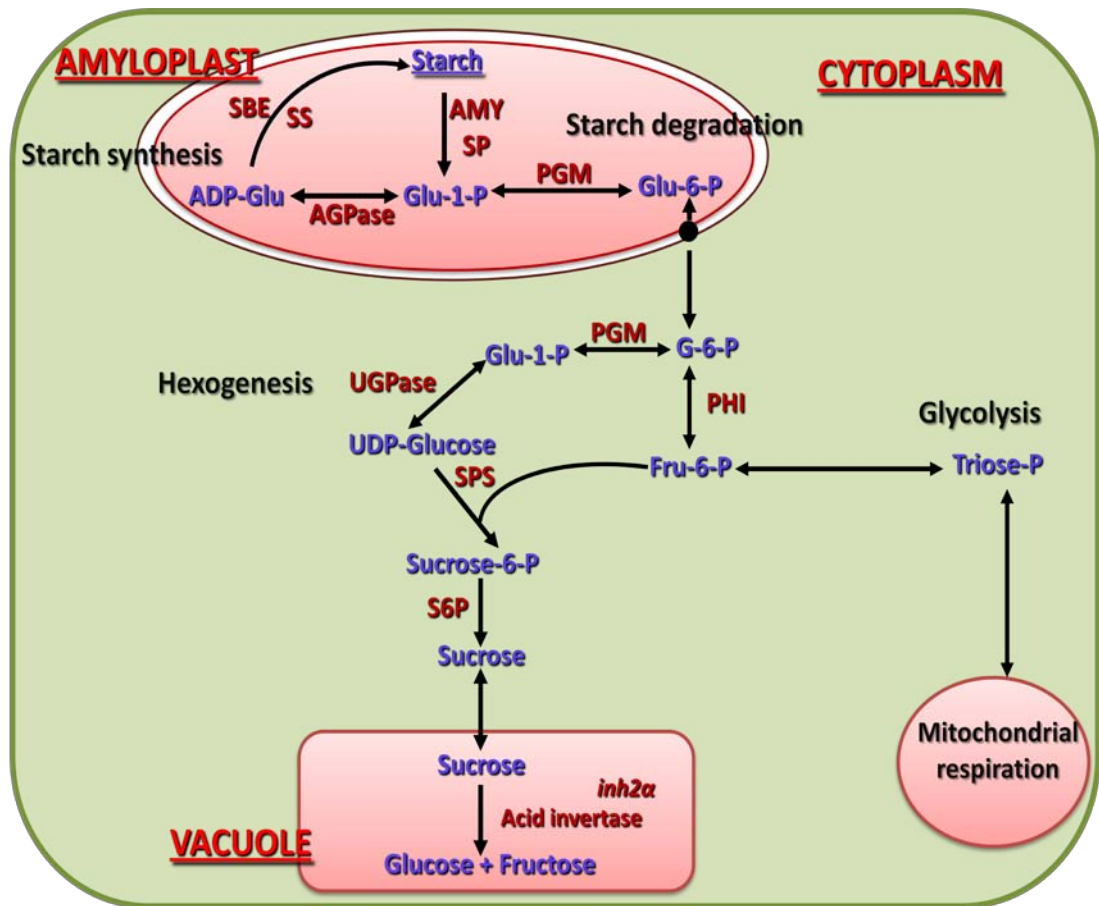 AMYLOPLAST
Starch
CYTOPLASM
SBE
SS
AMY
SP
Starch degradation
Starch synthesis
ADP-Glu
AGPase
Glu-1-P
PGM
Glu-6-P
Glu-1-P
PGM
G-6-P
Hexogenesis
UGPase
PHI
Glycolysis
UDP-Glucose
SPS
Fru-6-P
Triose-P
Sucrose-6-P
S6P
Sucrose
Mitochondrial
respiration
Sucrose
inh2α
Acid invertase
VACUOLE
Glucose + Fructose